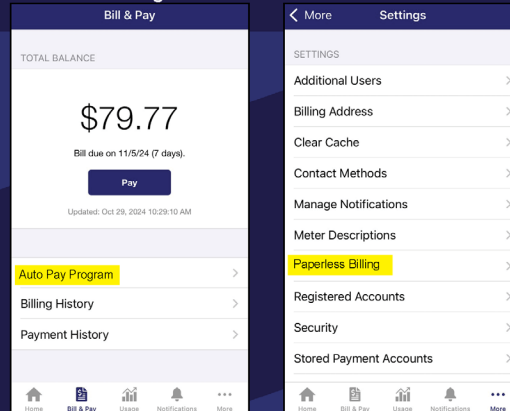 Bill & Pay
TOTAL BALANCE
$79.77
Bill due on 11/5/24 (7 days).
Pay
Updated: Oct 29, 2024 10:29:10 AM
Auto Pay Program
Billing History
Payment History
Home Bill & Pay Usage Notifications More
More Settings
SETTINGS
Additional Users
Billing Address
Clear Cache
Contact Methods
Manage Notifications
Meter Descriptions
Paperless Billing
Registered Accounts
Security
Stored Payment Accounts
Home Bill & Pay Usage Notifications More